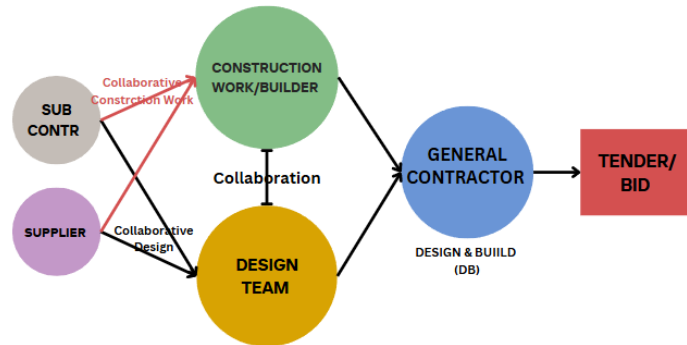 SUB
CONTR
SUPPLIER
Collaborative
Constrction Work
Collaborative
Design
CONSTRUCTION
WORK/BUILDER
Collaboration
DESIGN
TEAM
GENERAL
CONTRACTOR
DESIGN & BUIILD
(DB)
TENDER/
BID